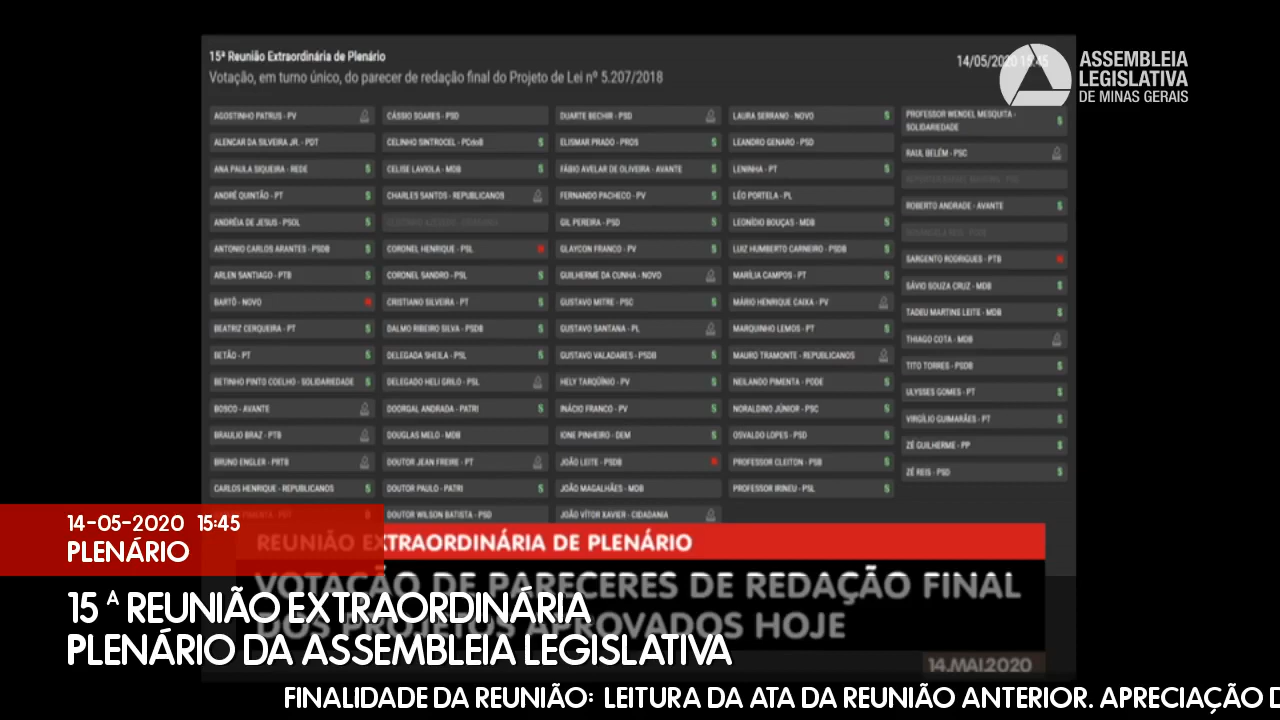 15ª Reunião Extraordinária de Plenário
14/05/2020 15:45
Votação, em turno único, do parecer de redação final do Projeto de Lei nº 5.207/2018
ASSEMBLEIA
LEGISLATIVA
DE MINAS GERAIS
AGOSTINHO PATRUS - PV
ALENCAR DA SILVEIRA JR. - PDT
ANA PAULA SIQUEIRA - REDE S
ANDRÉ QUINTÃO - PT S
ANDRÉIA DE JESUS - PSOL S
ANTONIO CARLOS ARANTES - PSDB S
ARLEN SANTIAGO - PTB S
BARTÔ - NOVO
BEATRIZ CERQUEIRA - PT S
BETÃO - PT S
BETINHO PINTO COELHO - SOLIDARIEDADE S
BOSCO - AVANTE
BRAULIO BRAZ - PTB
BRUNO ENGLER - PRTB
CARLOS HENRIQUE - REPUBLICANOS S
CÁSSIO SOARES - PSD
CELINHO SINTROCEL - PCdoB S
CELISE LAVIOLA - MDB S
CHARLES SANTOS - REPUBLICANOS
CORONEL HENRIQUE - PSL
CORONEL SANDRO - PSL S
CRISTIANO SILVEIRA - PT S
DALMO RIBEIRO SILVA - PSDB S
DELEGADA SHEILA - PSL S
DELEGADO HELI GRILO - PSL
DOORGAL ANDRADA - PATRI S
DOUGLAS MELO - MDB
DOUTOR JEAN FREIRE - PT
DOUTOR PAULO - PATRI S
DOUTOR WILSON BATISTA - PSD
DUARTE BECHIR - PSD
ELISMAR PRADO - PROS S
FÁBIO AVELAR DE OLIVEIRA - AVANTE S
FERNANDO PACHECO - PV S
GIL PEREIRA - PSD S
GLAYCON FRANCO - PV S
GUILHERME DA CUNHA - NOVO
GUSTAVO MITRE - PSC S
GUSTAVO SANTANA - PL
GUSTAVO VALADARES - PSDB S
HELY TARQÜÍNIO - PV S
INÁCIO FRANCO - PV S
IONE PINHEIRO - DEM S
JOÃO LEITE - PSDB
JOÃO MAGALHÃES - MDB
JOÃO VÍTOR XAVIER - CIDADANIA
LAURA SERRANO - NOVO S
LEANDRO GENARO - PSD S
LENINHA - PT S
LÉO PORTELA - PL
LEONÍDIO BOUÇAS - MDB S
LUIZ HUMBERTO CARNEIRO - PSDB S
MARÍLIA CAMPOS - PT S
MÁRIO HENRIQUE CAIXA - PV
MARQUINHO LEMOS - PT S
MAURO TRAMONTE - REPUBLICANOS
NEILANDO PIMENTA - PODE S
NORALDINO JÚNIOR - PSC S
OSVALDO LOPES - PSD S
PROFESSOR CLEITON - PSB S
PROFESSOR IRINEU - PSL S
PROFESSOR WENDEL MESQUITA -
SOLIDARIEDADE S
RAUL BELÉM - PSC
ROBERTO ANDRADE - AVANTE S
SARGENTO RODRIGUES - PTB
SÁVIO SOUZA CRUZ - MDB S
TADEU MARTINS LEITE - MDB S
THIAGO COTA - MDB
TITO TORRES - PSDB S
ULYSSES GOMES - PT S
VIRGÍLIO GUIMARÃES - PT S
ZÉ GUILHERME - PP S
ZÉ REIS - PSD S
REUNIÃO EXTRAORDINÁRIA DE PLENÁRIO
VOTAÇÃO DE PARECERES DE REDAÇÃO FINAL
DOS PROJETOS APROVADOS HOJE
14.MAI.2020
14-05-2020 15:45
PLENÁRIO
15 ª REUNIÃO EXTRAORDINÁRIA
PLENÁRIO DA ASSEMBLEIA LEGISLATIVA
FINALIDADE DA REUNIÃO: LEITURA DA ATA DA REUNIÃO ANTERIOR. APRECIAÇÃO D